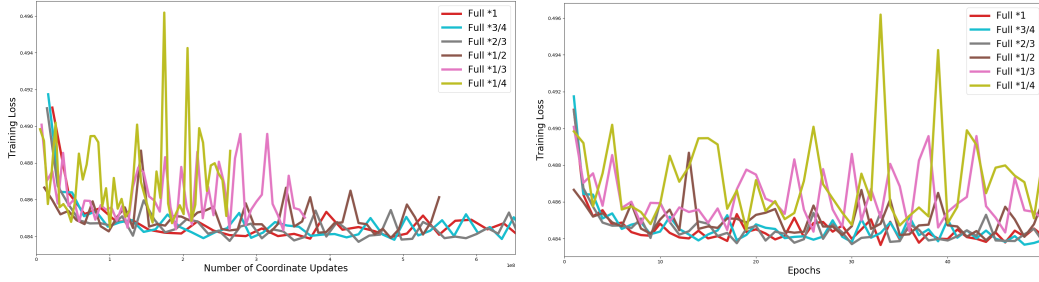 Training Loss
0.496
0.494
0.492
0.490
0.488
0.486
0.484
0
1
2
3
4
5
6
1e8
Number of Coordinate Updates
Full *1
Full *3/4
Full *2/3
Full *1/2
Full *1/3
Full *1/4
Training Loss
0.496
0.494
0.492
0.490
0.488
0.486
0.484
0
10
20
30
40
Epochs
Full *1
Full *3/4
Full *2/3
Full *1/2
Full *1/3
Full *1/4